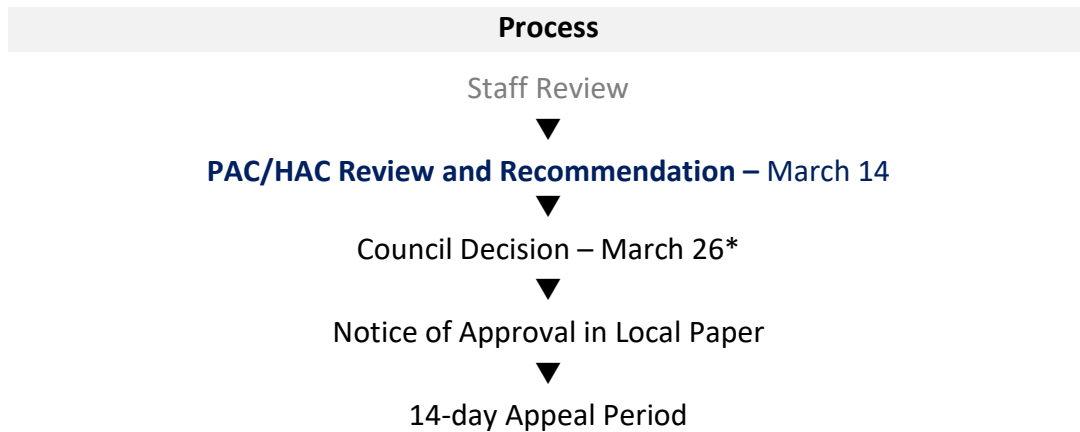 Process
Staff Review
PAC/HAC Review and Recommendation – March 14
Council Decision – March 26*
Notice of Approval in Local Paper
14-day Appeal Period